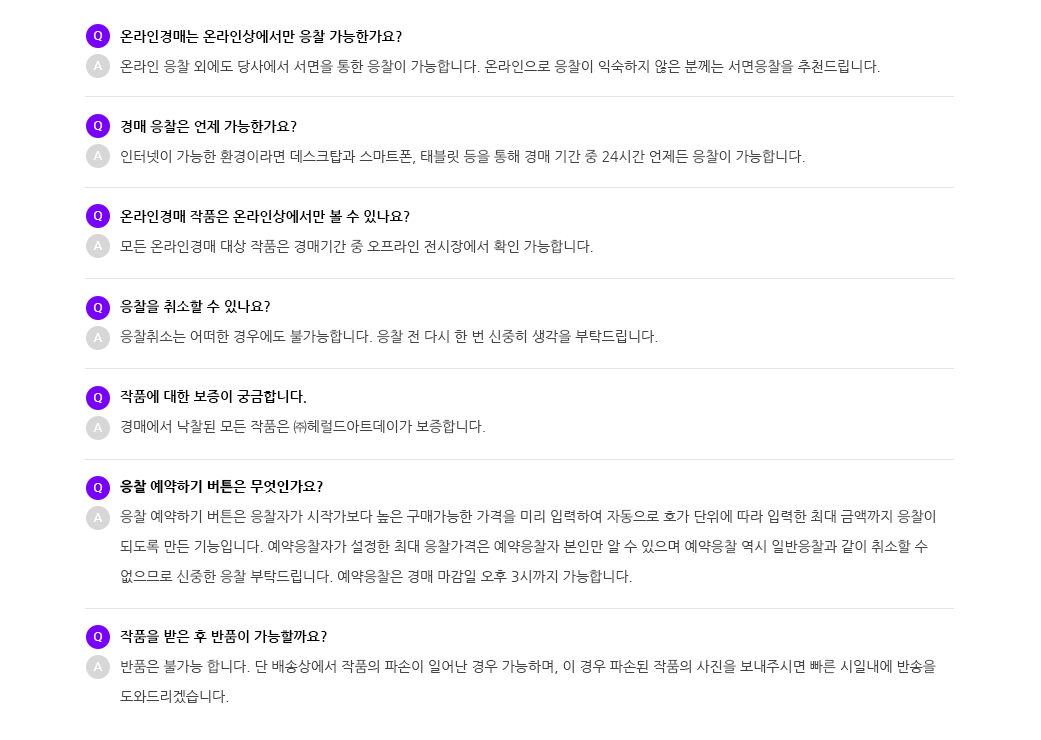 Q 온라인경매는 온라인상에서만 응찰 가능한가요?
A 온라인 응찰 외에도 당사에서 서면을 통한 응찰이 가능합니다. 온라인으로 응찰이 익숙하지 않은 분께는 서면응찰을 추천드립니다.
Q 경매 응찰은 언제 가능한가요?
A 인터넷이 가능한 환경이라면 데스크탑과 스마트폰, 태블릿 등을 통해 경매 기간 중 24시간 언제든 응찰이 가능합니다.
Q 온라인경매 작품은 온라인상에서만 볼 수 있나요?
A 모든 온라인경매 대상 작품은 경매기간 중 오프라인 전시장에서 확인 가능합니다.
Q 응찰을 취소할 수 있나요?
A 응찰취소는 어떠한 경우에도 불가능합니다. 응찰 전 다시 한 번 신중히 생각을 부탁드립니다.
Q 작품에 대한 보증이 궁금합니다.
A 경매에서 낙찰된 모든 작품은 ㈜헤럴드아트데이가 보증합니다.
Q 응찰 예약하기 버튼은 무엇인가요?
A 응찰 예약하기 버튼은 응찰자가 시작가보다 높은 구매가능한 가격을 미리 입력하여 자동으로 호가 단위에 따라 입력한 최대 금액까지 응찰이
되도록 만든 기능입니다. 예약응찰자가 설정한 최대 응찰가격은 예약응찰자 본인만 알 수 있으며 예약응찰 역시 일반응찰과 같이 취소할 수
없으므로 신중한 응찰 부탁드립니다. 예약응찰은 경매 마감일 오후 3시까지 가능합니다.
Q 작품을 받은 후 반품이 가능할까요?
A 반품은 불가능 합니다. 단 배송상에서 작품의 파손이 일어난 경우 가능하며, 이 경우 파손된 작품의 사진을 보내주시면 빠른 시일내에 반송을
도와드리겠습니다.